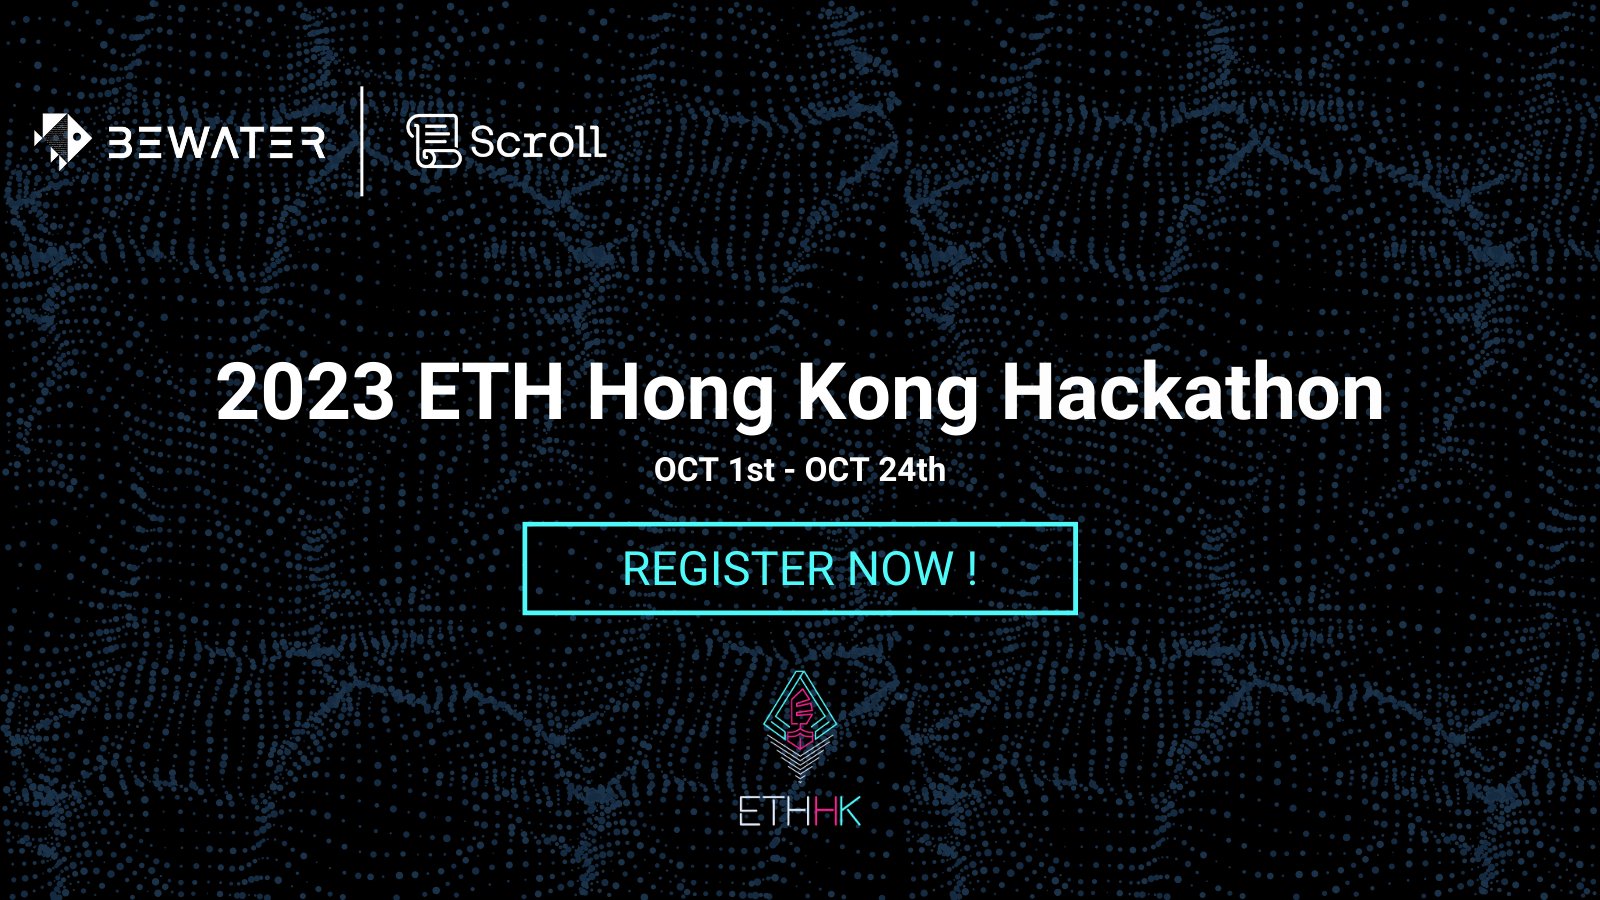 BEWATER
Scroll
2023 ETH Hong Kong Hackathon
OCT 1st - OCT 24th
REGISTER NOW !
ETHHK